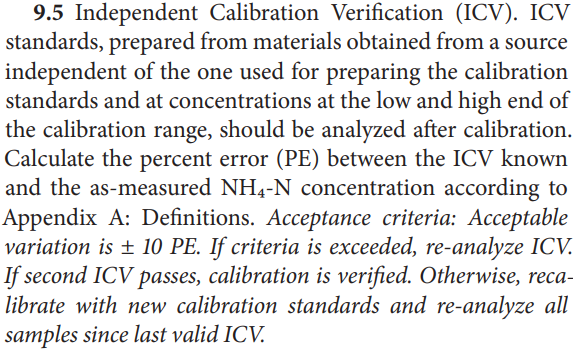 9.5 Independent Calibration Verification (ICV). ICV
standards, prepared from materials obtained from a source
independent of the one used for preparing the calibration
standards and at concentrations at the low and high end of
the calibration range, should be analyzed after calibration.
Calculate the percent error (PE) between the ICV known
and the as-measured NH₄-N concentration according to
Appendix A: Definitions. Acceptance criteria: Acceptable
variation is ± 10 PE. If criteria is exceeded, re-analyze ICV.
If second ICV passes, calibration is verified. Otherwise, reca-
librate with new calibration standards and re-analyze all
samples since last valid ICV.